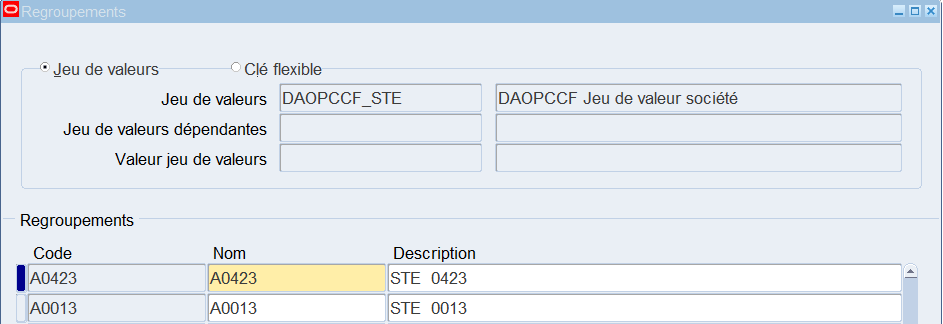 Regroupements
Jeu de valeurs Clé flexible
Jeu de valeurs DAOPCCF_STE DAOPCCF Jeu de valeur société
Jeu de valeurs dépendantes
Valeur jeu de valeurs
Regroupements
Code Nom Description
A0423 A0423 STE 0423
A0013 A0013 STE 0013